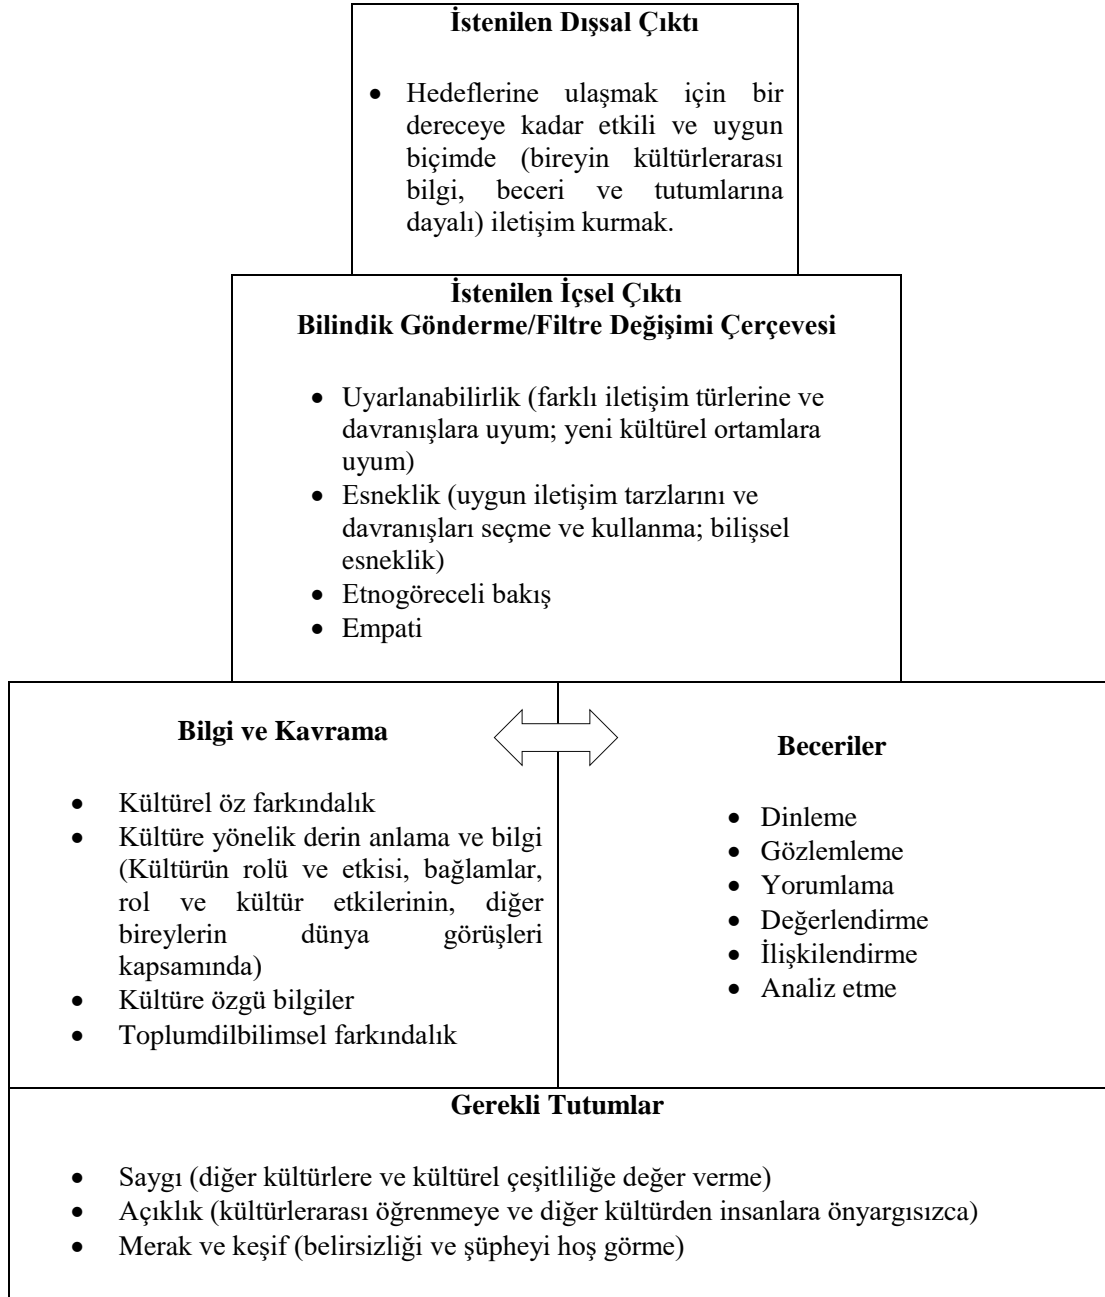 İstenilen Dışsal Çıktı
• Hedeflerine ulaşmak için bir
dereceye kadar etkili ve uygun
biçimde (bireyin kültürlerarası
bilgi, beceri ve tutumlarına
dayalı) iletişim kurmak.
İstenilen İçsel Çıktı
Bilindik Gönderme/Filtre Değişimi Çerçevesi
• Uyarlanabilirlik (farklı iletişim türlerine ve
davranışlara uyum; yeni kültürel ortamlara
uyum)
• Esneklik (uygun iletişim tarzlarını ve
davranışları seçme ve kullanma; bilişsel
esneklik)
• Etnogöreceli bakış
• Empati
Bilgi ve Kavrama
• Kültürel öz farkındalık
• Kültüre yönelik derin anlama ve bilgi
(Kültürün rolü ve etkisi, bağlamlar,
rol ve kültür etkilerinin, diğer
bireylerin dünya görüşleri
kapsamında)
• Kültüre özgü bilgiler
• Toplumdilbilimsel farkındalık
Beceriler
• Dinleme
• Gözlemleme
• Yorumlama
• Değerlendirme
• İlişkilendirme
• Analiz etme
Gerekli Tutumlar
• Saygı (diğer kültürlere ve kültürel çeşitliliğe değer verme)
• Açıklık (kültürlerarası öğrenmeye ve diğer kültürden insanlara önyargısızca)
• Merak ve keşif (belirsizliği ve şüpheyi hoş görme)